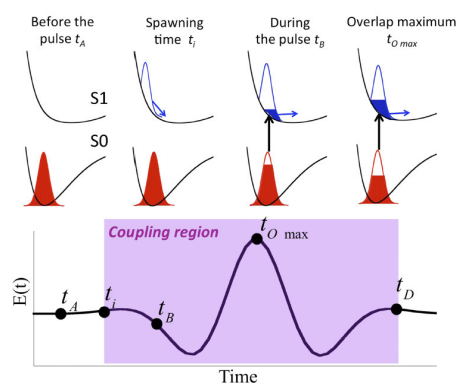 Before the
pulse t_A
Spawning
time t_i
During
the pulse t_B
Overlap maximum
t_O max
S1
S0
Coupling region
t_O max
t_A
t_i
t_B
t_D
E(t)
Time